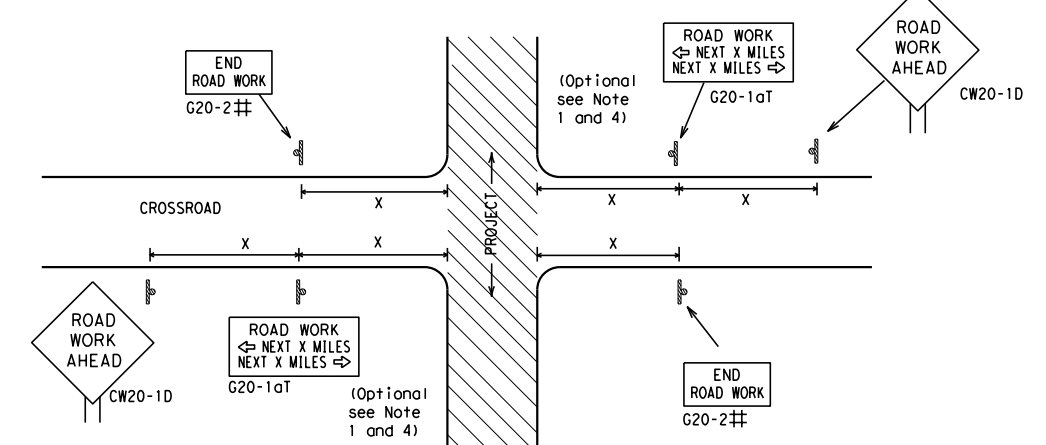 END
ROAD WORK
G20-2#
(Optional
see Note
1 and 4)
ROAD WORK
⇦ NEXT X MILES
NEXT X MILES ⇨
G20-1aT
ROAD
WORK
AHEAD
CW20-1D
CROSSROAD
X
X
X
PROJECT
X
X
X
ROAD
WORK
AHEAD
CW20-1D
ROAD WORK
⇦ NEXT X MILES
NEXT X MILES ⇨
G20-1aT
(Optional
see Note
1 and 4)
END
ROAD WORK
G20-2#